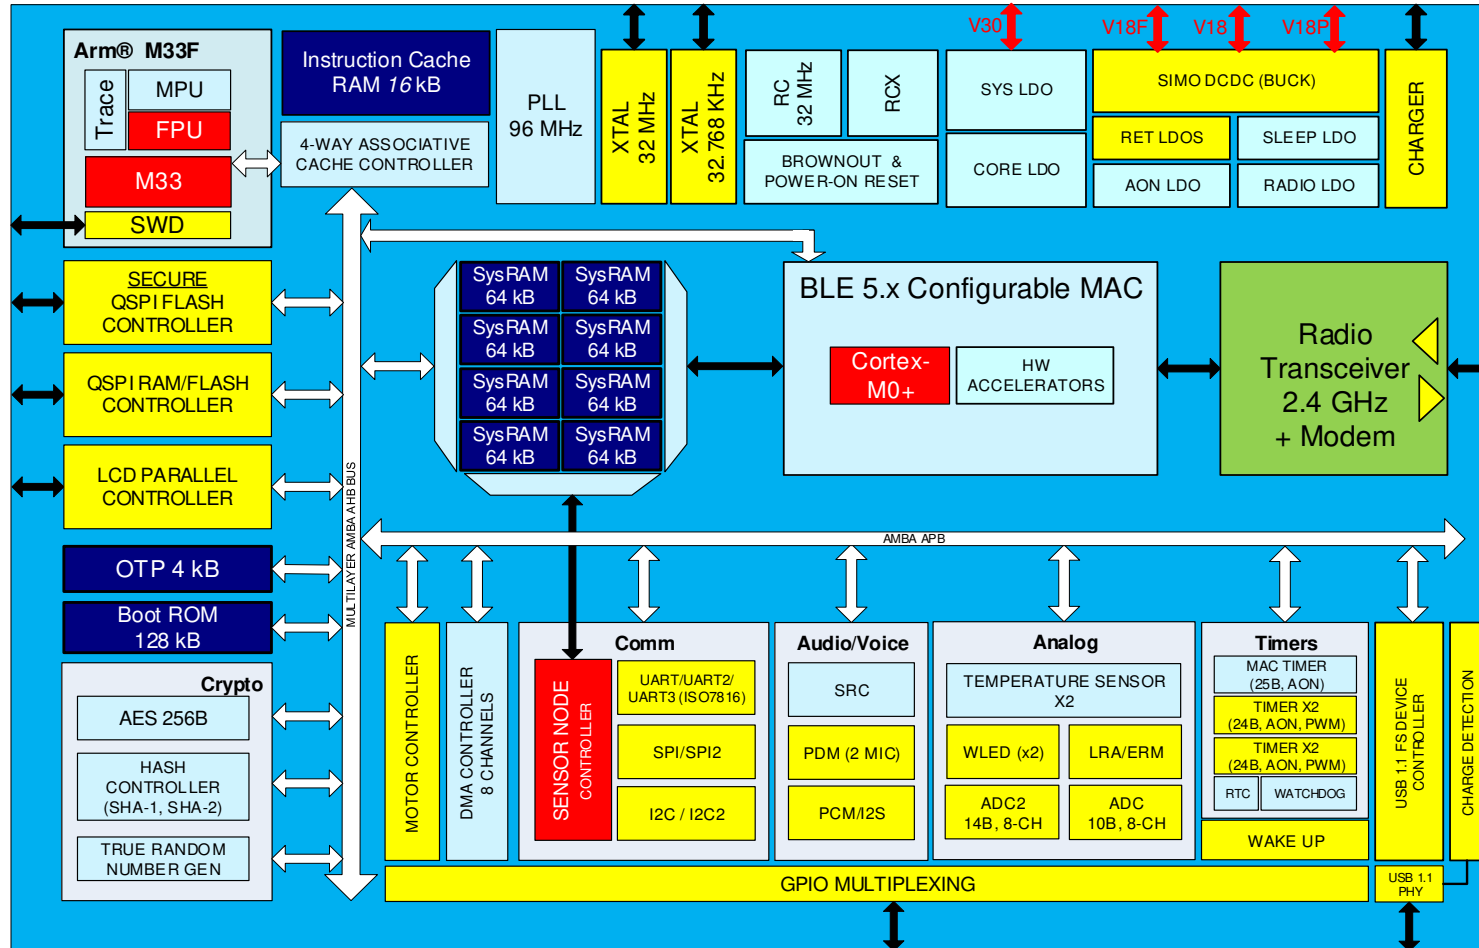 V30
V18F
V18
V18P
Arm® M33F
Trace
MPU
FPU
M33
SWD
Instruction Cache
RAM 16 kB
4-WAY ASSOCIATIVE
CACHE CONTROLLER
PLL
96 MHz
XTAL
32 MHz
XTAL
32.768 KHz
RC
32 MHz
RCX
BROWNOUT &
POWER-ON RESET
SYS LDO
CORE LDO
SIMO DCDC (BUCK)
RET LDOS
SLEEP LDO
AON LDO
RADIO LDO
CHARGER
SECURE
QSPI FLASH
CONTROLLER
QSPI RAM/FLASH
CONTROLLER
LCD PARALLEL
CONTROLLER
OTP 4 kB
Boot ROM
128 kB
Crypto
AES 256B
HASH
CONTROLLER
(SHA-1, SHA-2)
TRUE RANDOM
NUMBER GEN
MULTILAYER AMBA AHB BUS
SysRAM
64 kB
SysRAM
64 kB
SysRAM
64 kB
SysRAM
64 kB
SysRAM
64 kB
SysRAM
64 kB
SysRAM
64 kB
SysRAM
64 kB
BLE 5.x Configurable MAC
Cortex-
M0+
HW
ACCELERATORS
Radio
Transceiver
2.4 GHz
+ Modem
AMBA APB
MOTOR CONTROLLER
DMA CONTROLLER
8 CHANNELS
Comm
SENSOR NODE
CONTROLLER
UART/UART2/
UART3 (ISO7816)
SPI/SPI2
I2C / I2C2
Audio/Voice
SRC
PDM (2 MIC)
PCM/I2S
Analog
TEMPERATURE SENSOR
X2
WLED (x2)
LRA/ERM
ADC2
14B, 8-CH
ADC
10B, 8-CH
Timers
MAC TIMER
(25B, AON)
TIMER X2
(24B, AON, PWM)
TIMER X2
(24B, AON, PWM)
RTC
WATCHDOG
WAKE UP
USB 1.1 FS DEVICE
CONTROLLER
CHARGE DETECTION
GPIO MULTIPLEXING
USB 1.1
PHY